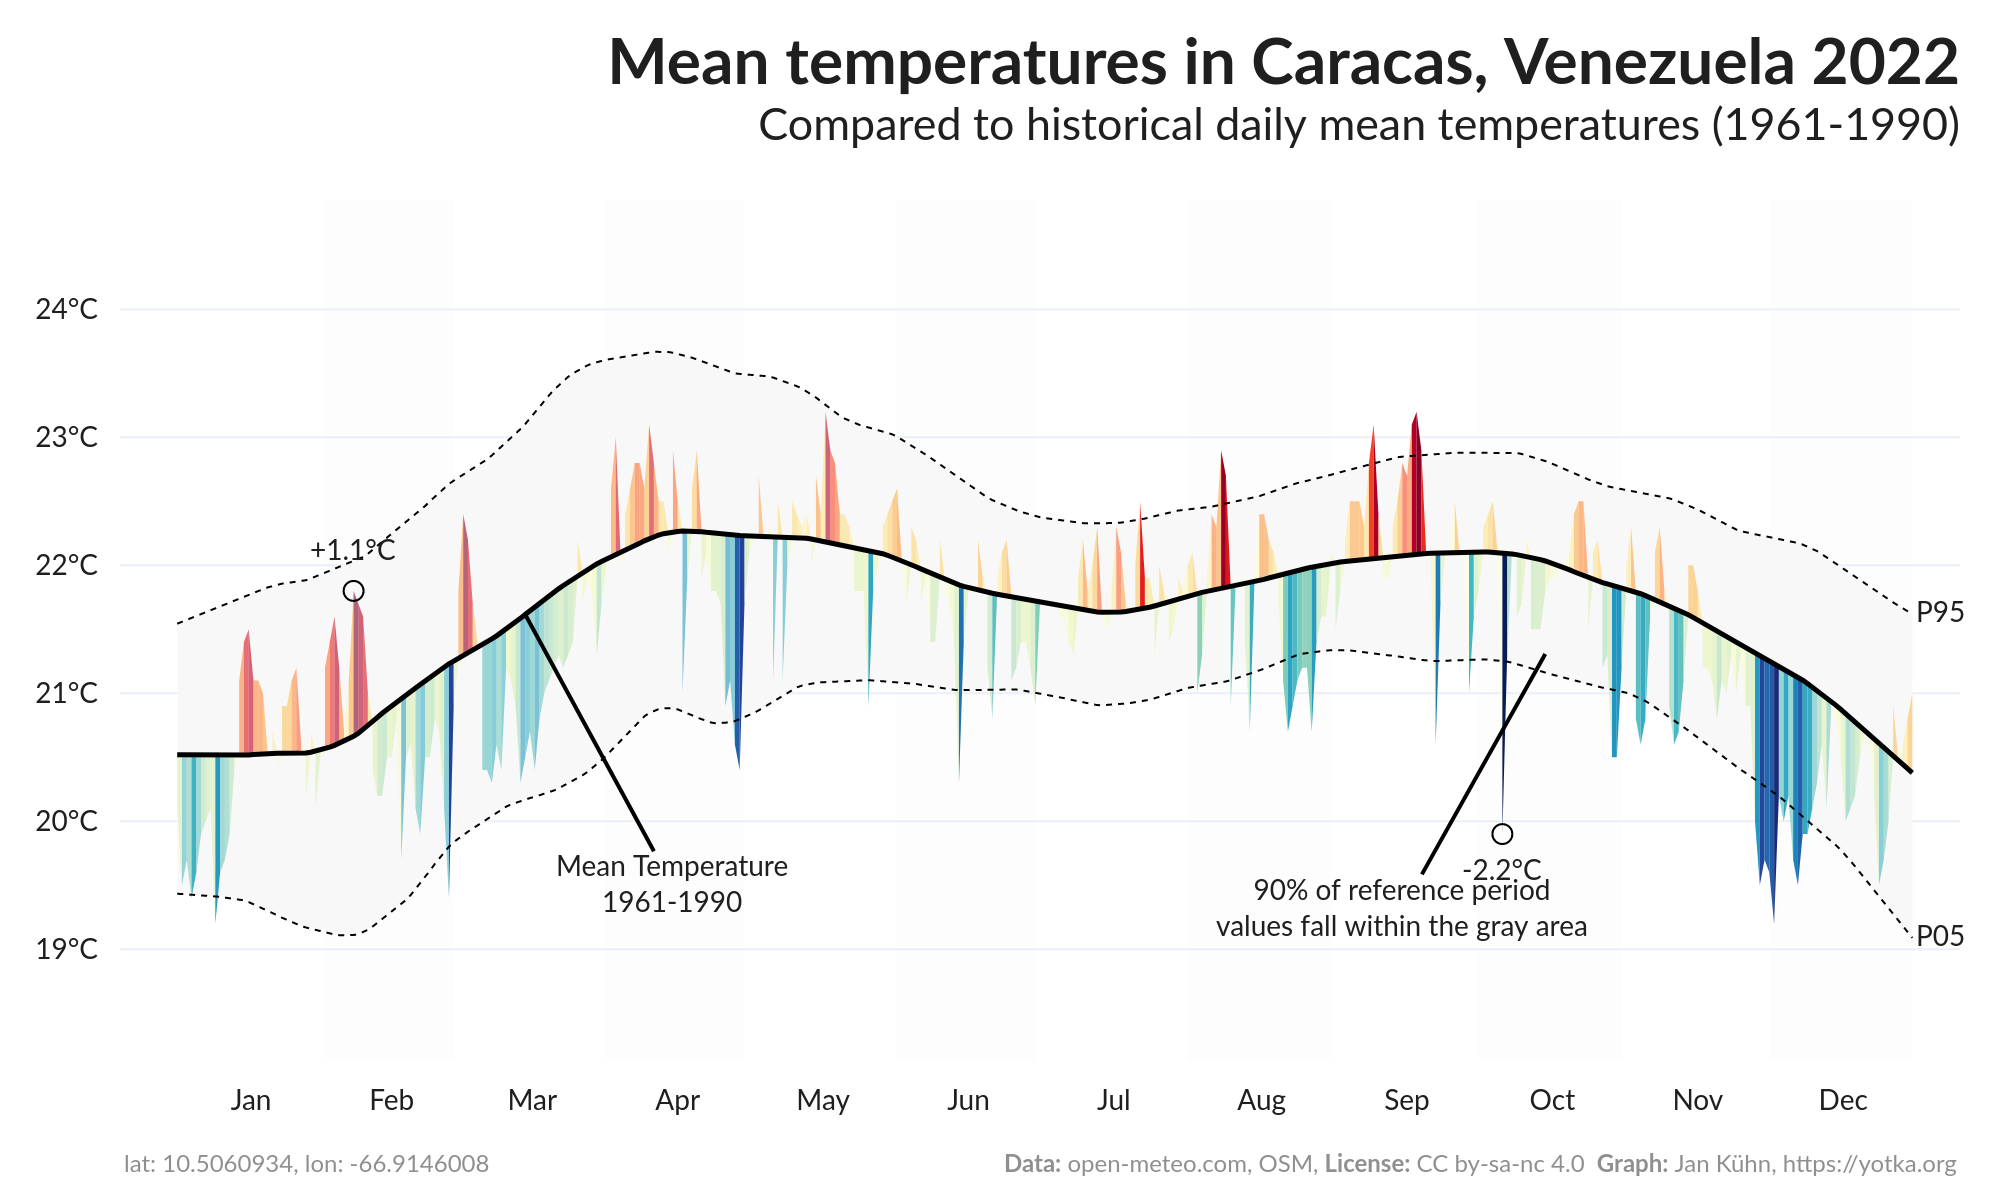 Mean temperatures in Caracas, Venezuela 2022
Compared to historical daily mean temperatures (1961-1990)
24°C
23°C
22°C
21°C
20°C
19°C
+1.1°C
P95
Mean Temperature
1961-1990
-2.2°C
90% of reference period
values fall within the gray area
P05
Jan Feb Mar Apr May Jun Jul Aug Sep Oct Nov Dec
lat: 10.5060934, lon: -66.9146008
Data: open-meteo.com, OSM, License: CC by-sa-nc 4.0 Graph: Jan Kühn, https://yotka.org